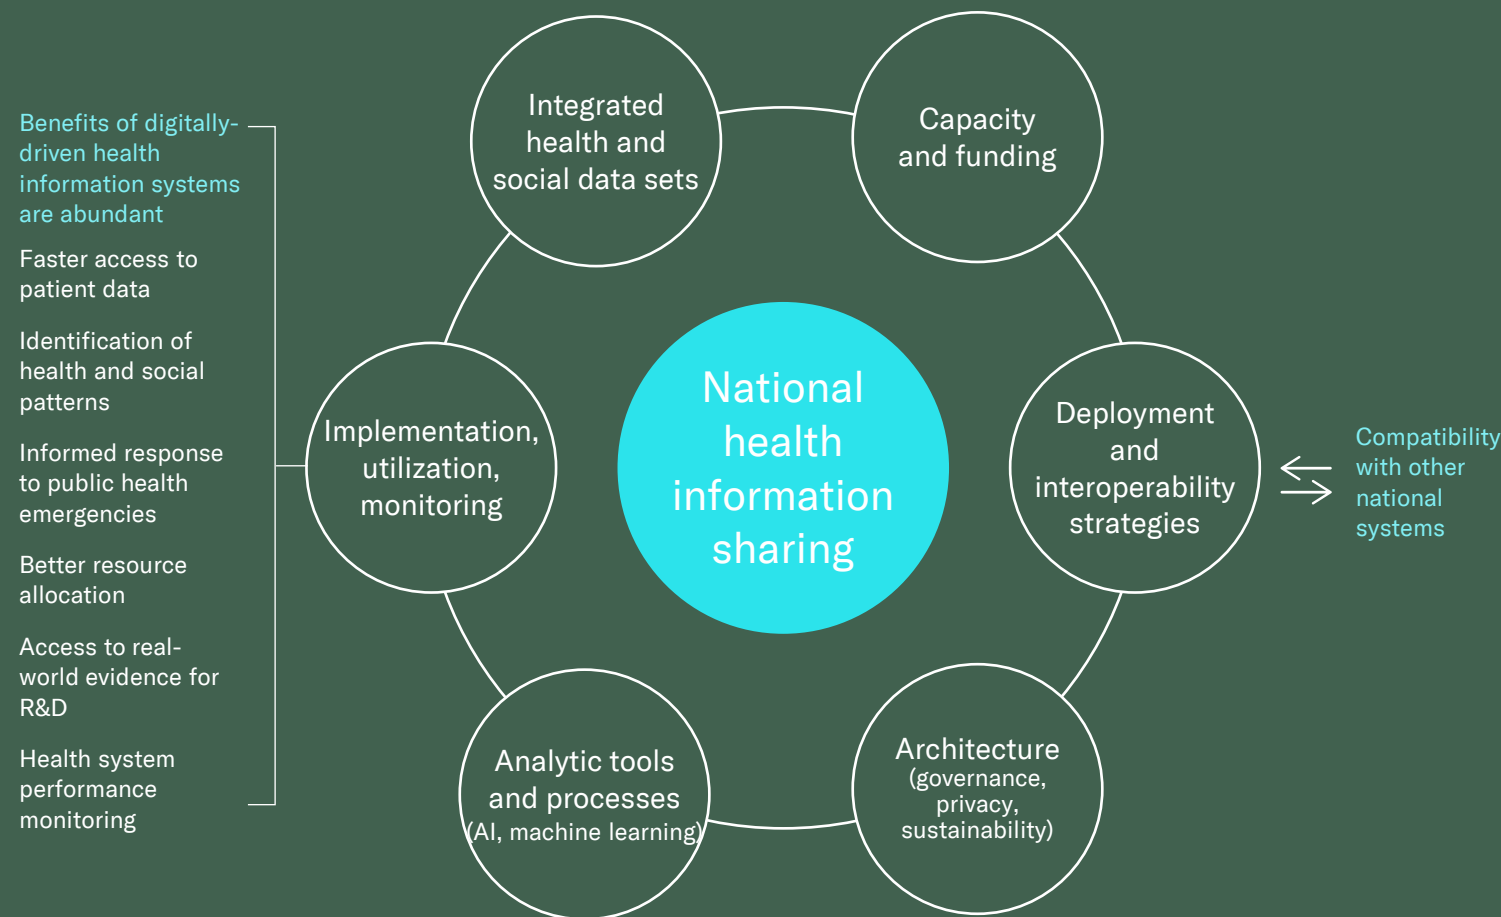 Benefits of digitally-
driven health
information systems
are abundant
Faster access to
patient data
Identification of
health and social
patterns
Informed response
to public health
emergencies
Better resource
allocation
Access to real-
world evidence for
R&D
Health system
performance
monitoring
Integrated
health and
social data sets
Capacity
and funding
Implementation,
utilization,
monitoring
National
health
information
sharing
Deployment
and
interoperability
strategies
Compatibility
with other
national
systems
Analytic tools
and processes
(AI, machine learning)
Architecture
(governance,
privacy,
sustainability)